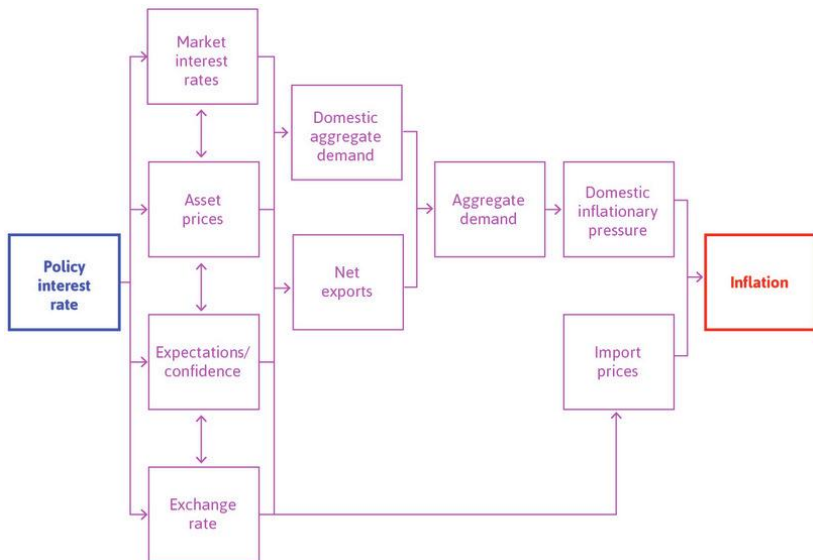 Market
interest
rates
Domestic
aggregate
demand
Asset
prices
Aggregate
demand
Domestic
inflationary
pressure
Policy
interest
rate
Net
exports
Inflation
Expectations/
confidence
Import
prices
Exchange
rate